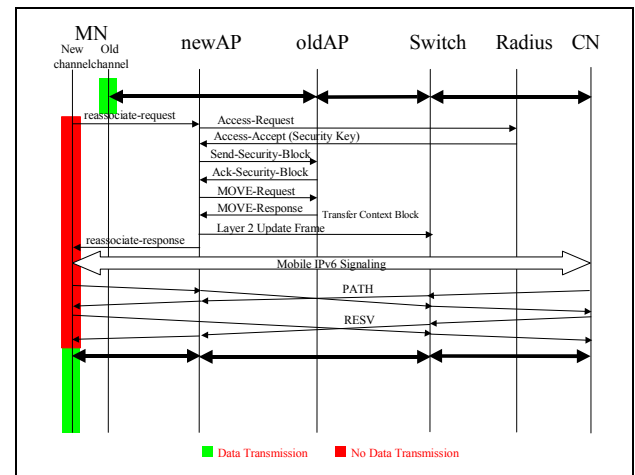 MN
newAP
oldAP
Switch
Radius
CN
New channel
Old channel
reassociate-request
Access-Request
Access-Accept (Security Key)
Send-Security-Block
Ack-Security-Block
MOVE-Request
MOVE-Response
Transfer Context Block
Layer 2 Update Frame
reassociate-response
Mobile IPv6 Signaling
PATH
RESV
Data Transmission
No Data Transmission